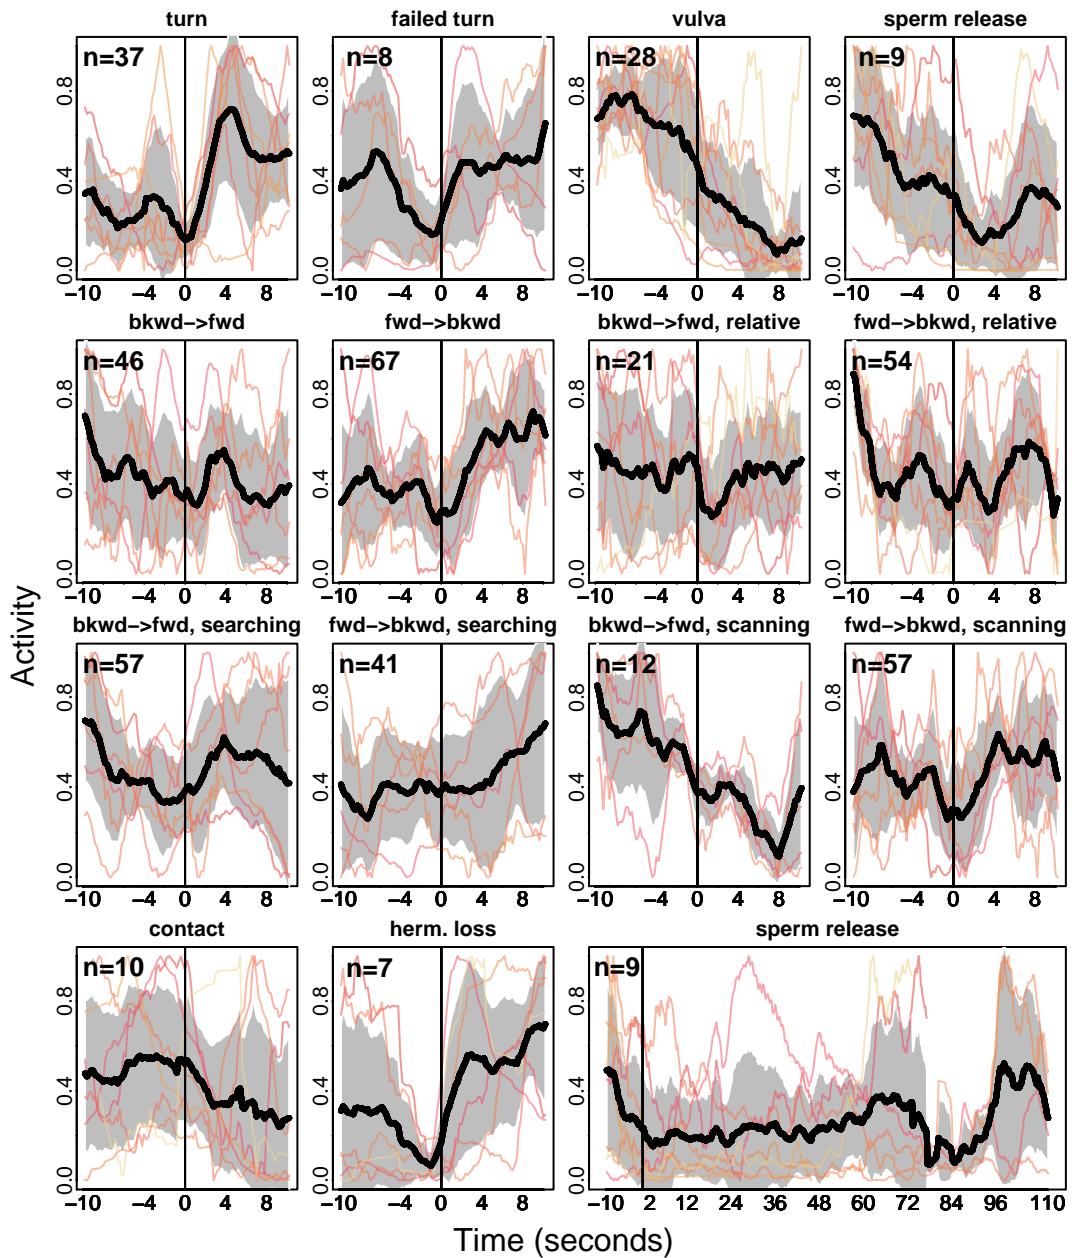 turn failed turn vulva sperm release
n=37 n=8 n=28 n=9
0.0 0.4 0.8 0.0 0.4 0.8 0.0 0.4 0.8 0.0 0.4 0.8
−10 −4 0 4 8 −10 −4 0 4 8 −10 −4 0 4 8 −10 −4 0 4 8
bkwd−>fwd fwd−>bkwd bkwd−>fwd, relative fwd−>bkwd, relative
n=46 n=67 n=21 n=54
0.0 0.4 0.8 0.0 0.4 0.8 0.0 0.4 0.8 0.0 0.4 0.8
−10 −4 0 4 8 −10 −4 0 4 8 −10 −4 0 4 8 −10 −4 0 4 8
bkwd−>fwd, searching fwd−>bkwd, searching bkwd−>fwd, scanning fwd−>bkwd, scanning
n=57 n=41 n=12 n=57
0.0 0.4 0.8 0.0 0.4 0.8 0.0 0.4 0.8 0.0 0.4 0.8
−10 −4 0 4 8 −10 −4 0 4 8 −10 −4 0 4 8 −10 −4 0 4 8
contact herm. loss sperm release
n=10 n=7 n=9
0.0 0.4 0.8 0.0 0.4 0.8 0.0 0.4 0.8
−10 −4 0 4 8 −10 −4 0 4 8 −10 2 12 24 36 48 60 72 84 96 110
Activity
Time (seconds)